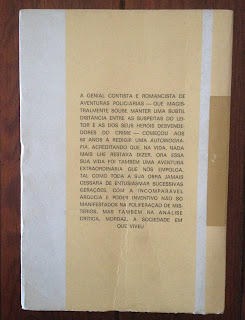 A GENIAL CONTISTA E ROMANCISTA DE
AVENTURAS POLICIARIAS — QUE MAGIS-
TRALMENTE SOUBE MANTER UMA SUBTIL
DISTÂNCIA ENTRE AS SUSPEITAS DO LEI-
TOR E AS DOS SEUS HERÓIS DESVENDE-
DORES DO CRIME — COMEÇOU AOS
60 ANOS A REDIGIR UMA AUTOBIOGRA-
FIA, ACREDITANDO QUE, NA VIDA, NADA
MAIS LHE RESTAVA DIZER. ORA ESSA
SUA VIDA FOI TAMBÉM UMA AVENTURA
EXTRAORDINÁRIA QUE NOS EMPOLGA,
TAL COMO TODA A SUA OBRA JAMAIS
CESSARÁ DE ENTUSIASMAR SUCESSIVAS
GERAÇÕES. COM A INCOMPARÁVEL
ARGÚCIA E PODER INVENTIVO NÃO SÓ
MANIFESTADOS NA PROLIFERAÇÃO DE MIS-
TÉRIOS, MAS TAMBÉM NA ANÁLISE
CRÍTICA, MORDAZ, À SOCIEDADE EM
QUE VIVEU